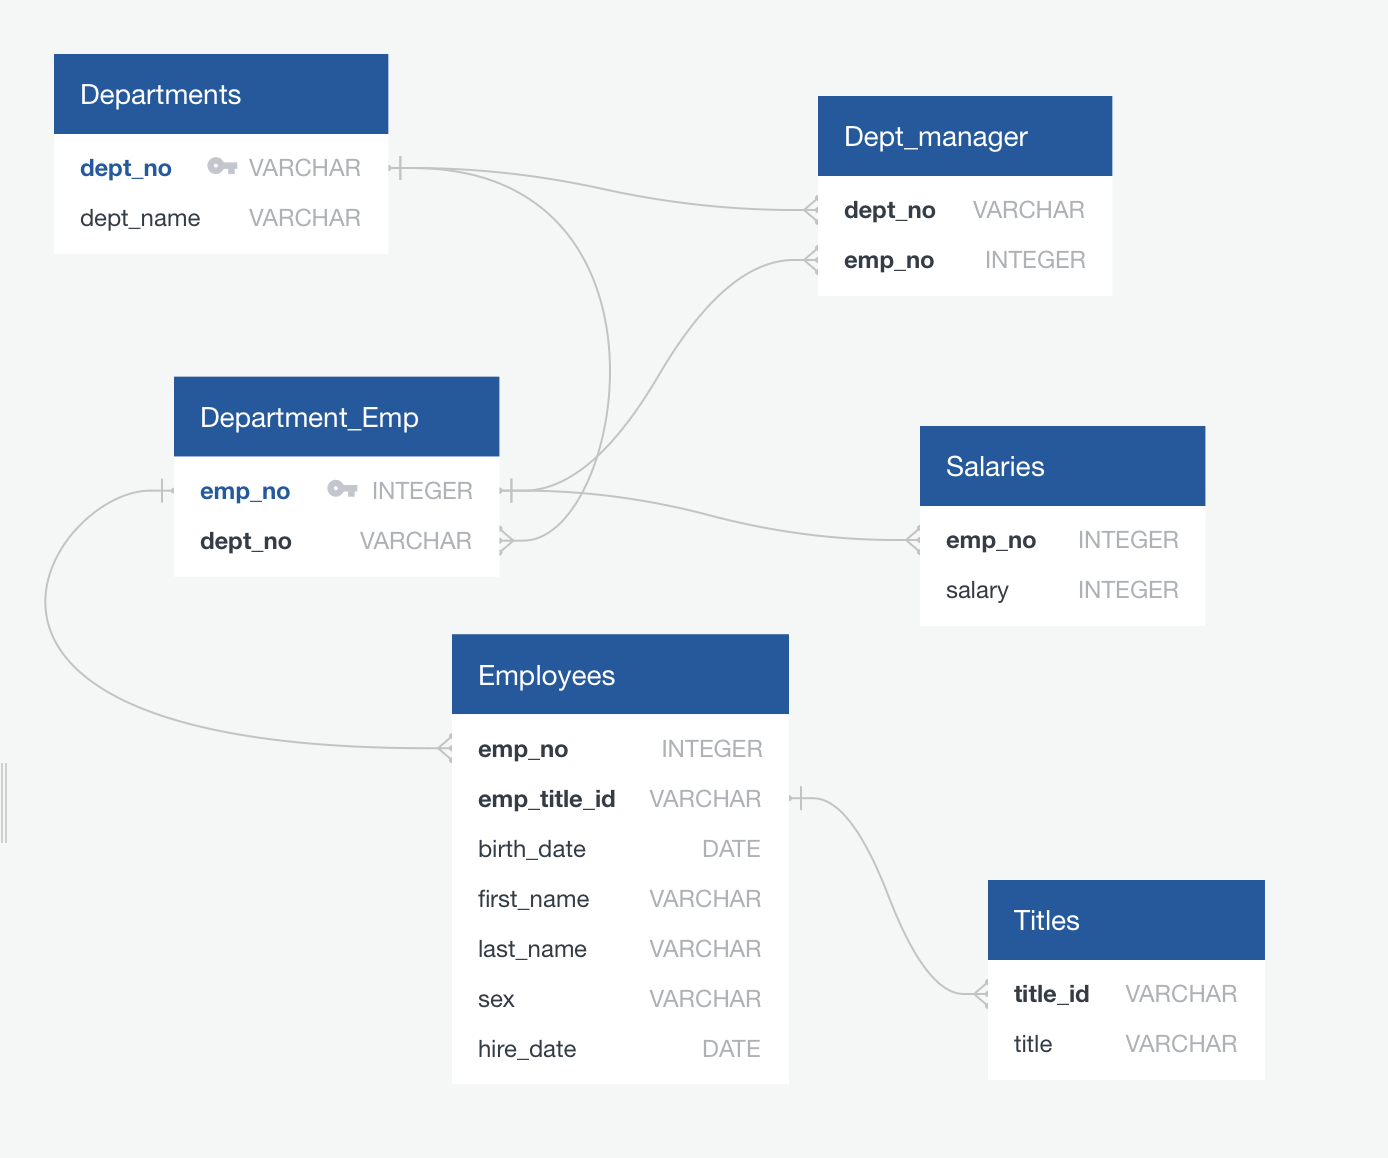 Departments
dept_no VARCHAR
dept_name VARCHAR
Dept_manager
dept_no VARCHAR
emp_no INTEGER
Department_Emp
emp_no INTEGER
dept_no VARCHAR
Salaries
emp_no INTEGER
salary INTEGER
Employees
emp_no INTEGER
emp_title_id VARCHAR
birth_date DATE
first_name VARCHAR
last_name VARCHAR
sex VARCHAR
hire_date DATE
Titles
title_id VARCHAR
title VARCHAR